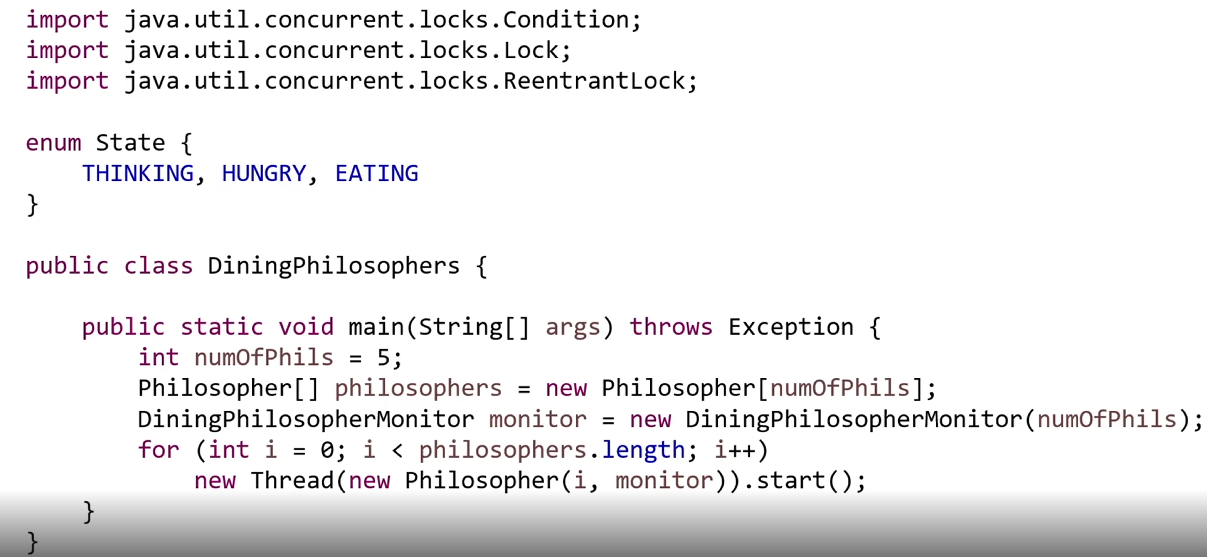 import java.util.concurrent.locks.Condition;
import java.util.concurrent.locks.Lock;
import java.util.concurrent.locks.ReentrantLock;

enum State {
    THINKING, HUNGRY, EATING
}

public class DiningPhilosophers {

    public static void main(String[] args) throws Exception {
        int numOfPhils = 5;
        Philosopher[] philosophers = new Philosopher[numOfPhils];
        DiningPhilosopherMonitor monitor = new DiningPhilosopherMonitor(numOfPhils);
        for (int i = 0; i < philosophers.length; i++)
            new Thread(new Philosopher(i, monitor)).start();
    }
}